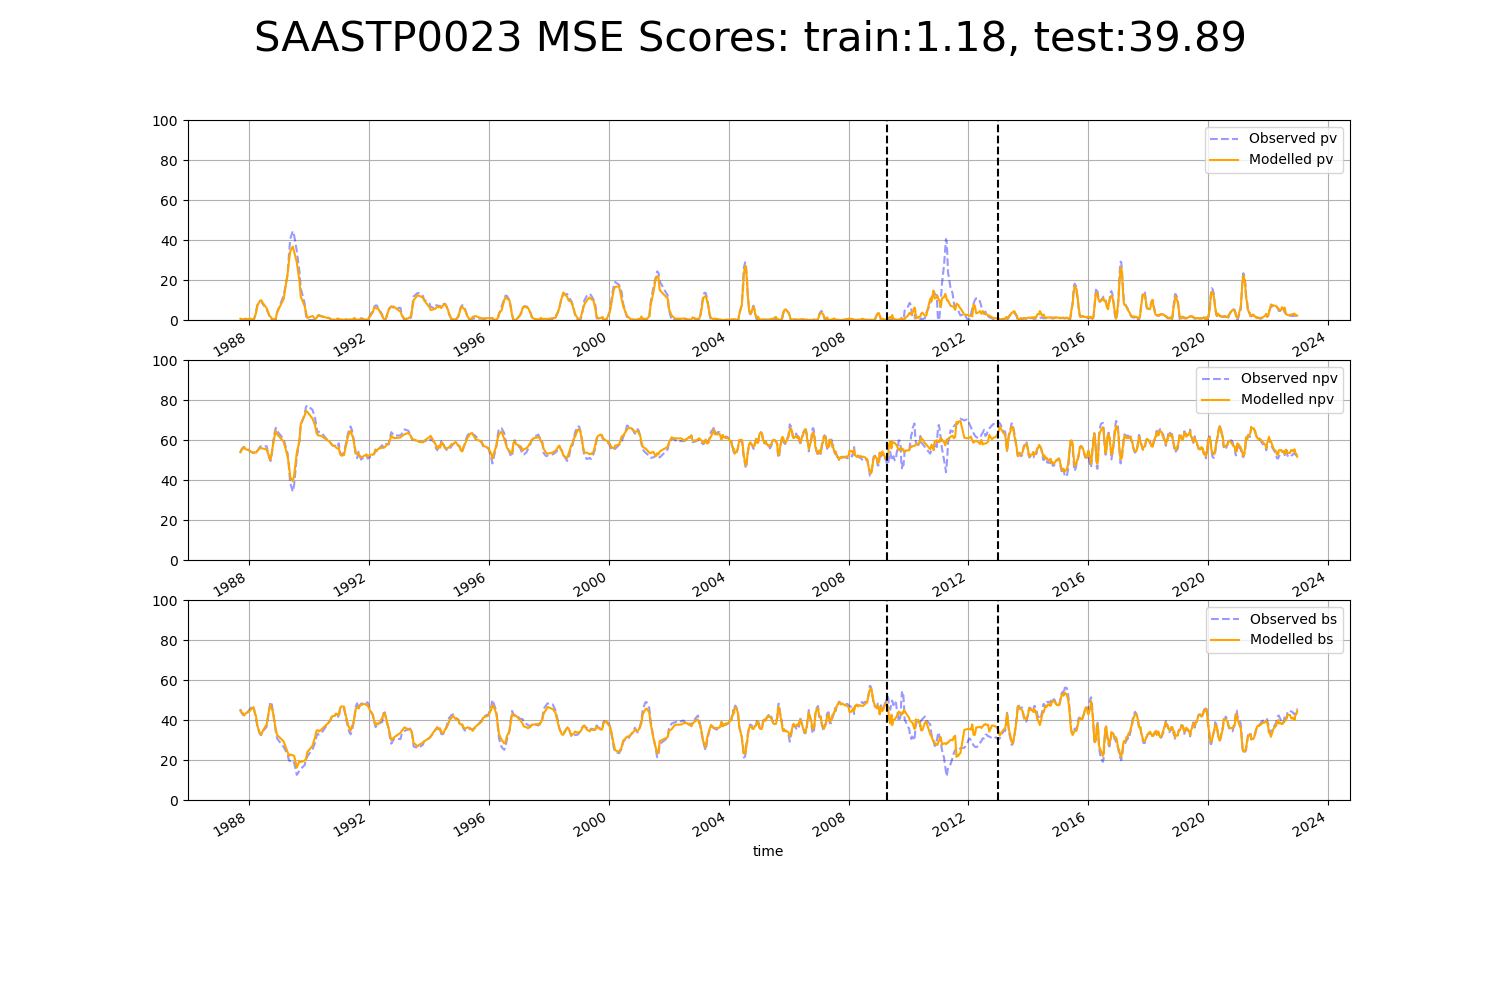 SAASTP0023 MSE Scores: train:1.18, test:39.89
100
80
60
40
20
0
Observed pv
Modelled pv
1988 1992 1996 2000 2004 2008 2012 2016 2020 2024
100
80
60
40
20
0
Observed npv
Modelled npv
1988 1992 1996 2000 2004 2008 2012 2016 2020 2024
100
80
60
40
20
0
Observed bs
Modelled bs
1988 1992 1996 2000 2004 2008 2012 2016 2020 2024
time